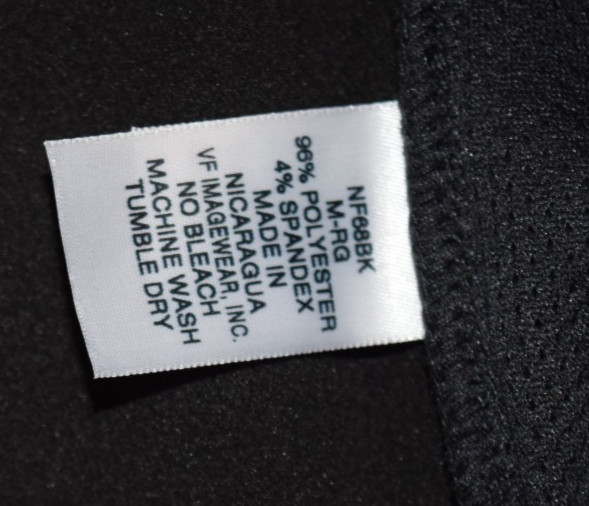 NF68BK
M-RG
96% POLYESTER
4% SPANDEX
MADE IN
NICARAGUA
VF IMAGEWEAR, INC.
NO BLEACH
MACHINE WASH
TUMBLE DRY